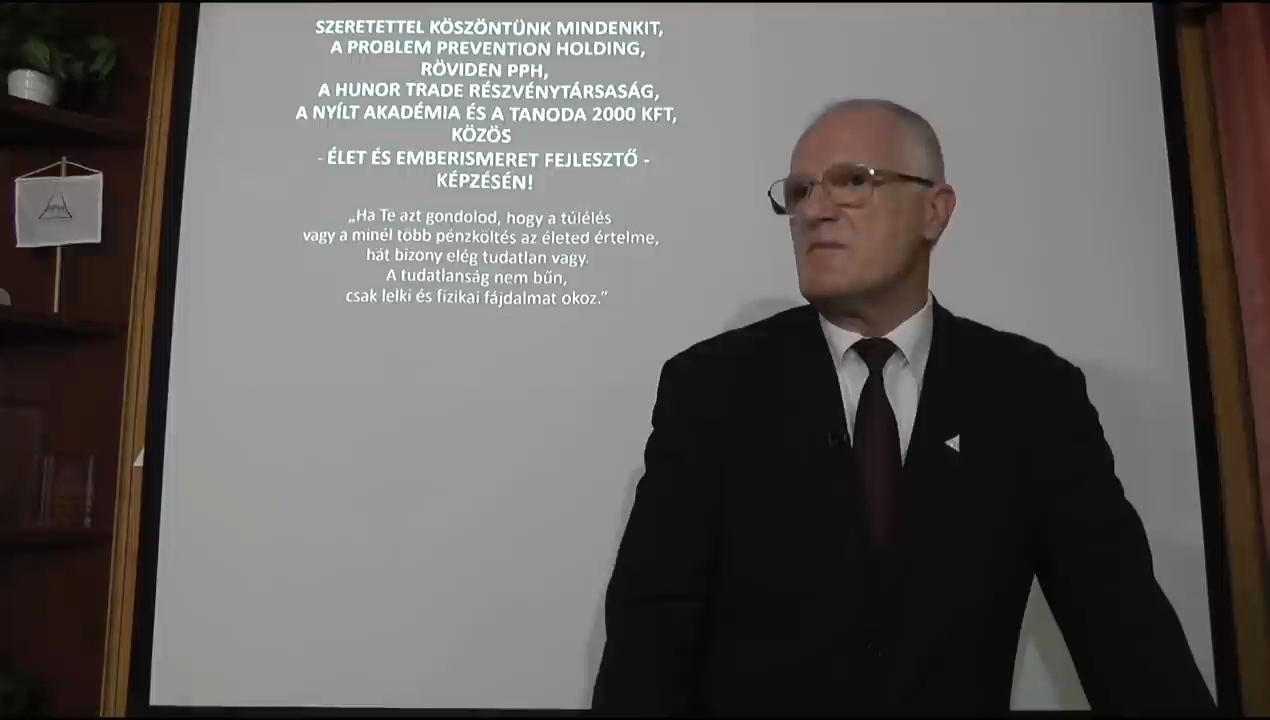 SZERETETTEL KÖSZÖNTÜNK MINDENKIT,
A PROBLEM PREVENTION HOLDING,
RÖVIDEN PPH,
A HUNOR TRADE RÉSZVÉNYTÁRSASÁG,
A NYÍLT AKADÉMIA ÉS A TANODA 2000 KFT,
KÖZÖS
- ÉLET ÉS EMBERISMERET FEJLESZTŐ -
KÉPZÉSÉN!
„Ha Te azt gondolod, hogy a túlélés
vagy a minél több pénzköltés az életed értelme,
hát bizony elég tudatlan vagy.
A tudatlanság nem bűn,
csak lelki és fizikai fájdalmat okoz.”